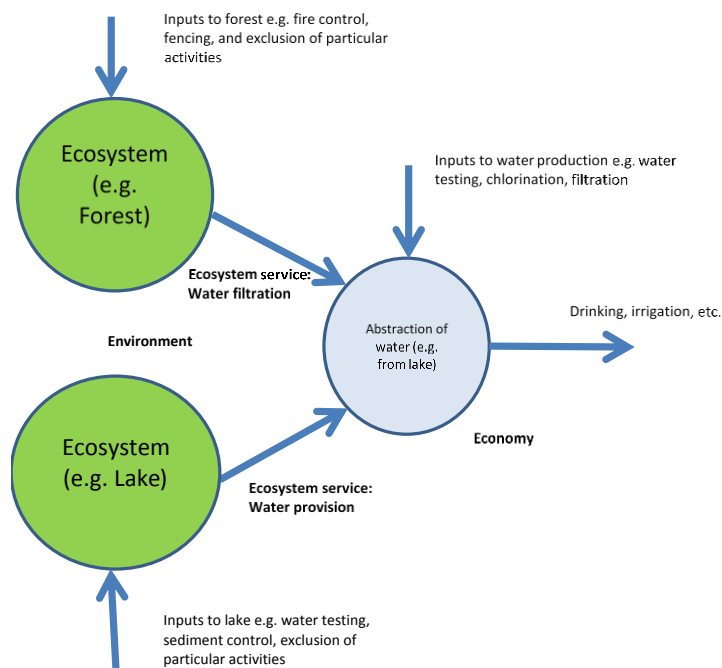 Inputs to forest e.g. fire control,
fencing, and exclusion of particular
activities
Ecosystem
(e.g.
Forest)
Inputs to water production e.g. water
testing, chlorination, filtration
Ecosystem service:
Water filtration
Drinking, irrigation, etc.
Abstraction of
water (e.g.
from lake)
Environment
Economy
Ecosystem
(e.g. Lake)
Ecosystem service:
Water provision
Inputs to lake e.g. water testing,
sediment control, exclusion of
particular activities